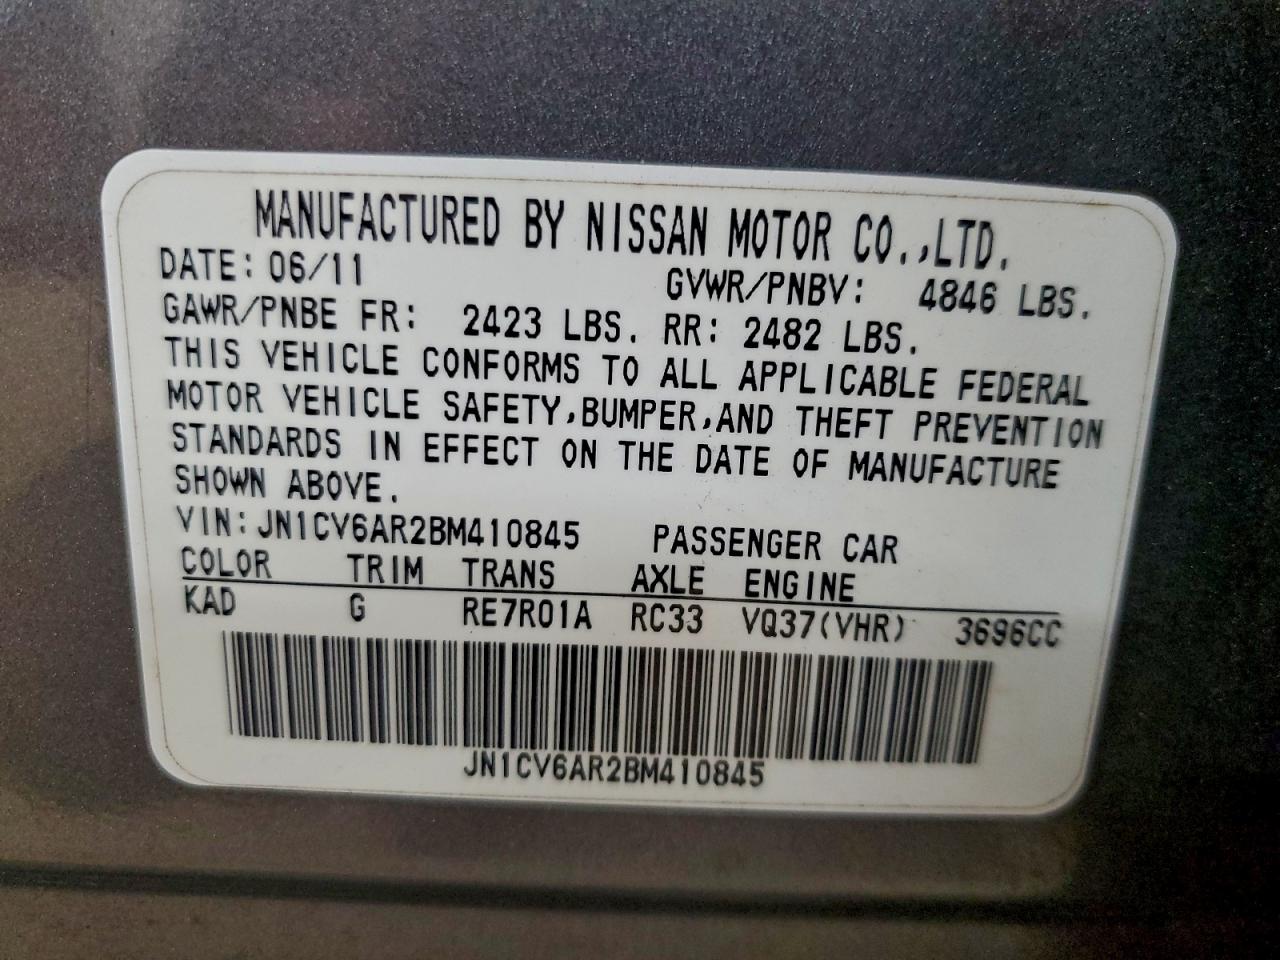 MANUFACTURED BY NISSAN MOTOR CO.,LTD.
DATE: 06/11 GVWR/PNBV: 4846 LBS.
GAWR/PNBE FR: 2423 LBS. RR: 2482 LBS.
THIS VEHICLE CONFORMS TO ALL APPLICABLE FEDERAL
MOTOR VEHICLE SAFETY,BUMPER,AND THEFT PREVENTION
STANDARDS IN EFFECT ON THE DATE OF MANUFACTURE
SHOWN ABOVE.
VIN:JN1CV6AR2BM410845 PASSENGER CAR
COLOR TRIM TRANS AXLE ENGINE
KAD G RE7R01A RC33 VQ37(VHR) 3696CC
JN1CV6AR2BM410845